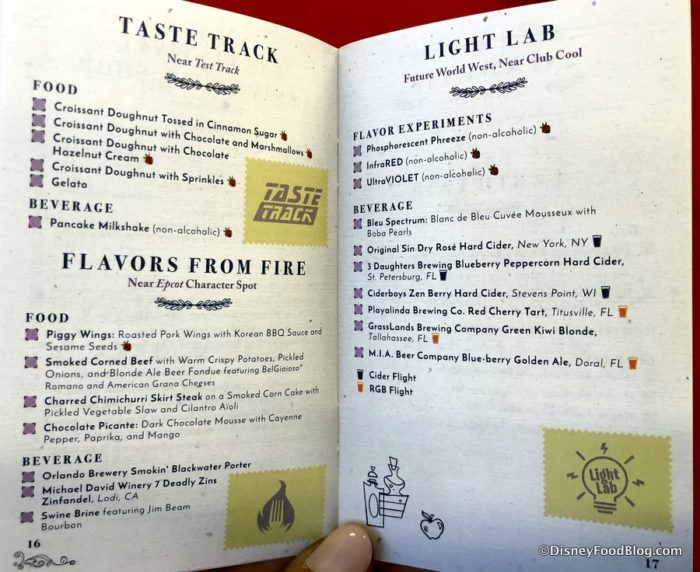 TASTE TRACK
Near Test Track
FOOD
Croissant Doughnut Tossed in Cinnamon Sugar
Croissant Doughnut with Chocolate and Marshmallows
Croissant Doughnut with Chocolate
Hazelnut Cream
Croissant Doughnut with Sprinkles
Gelato
TASTE
TRACK
BEVERAGE
Pancake Milkshake (non-alcoholic)
FLAVORS FROM FIRE
Near Epcot Character Spot
FOOD
Piggy Wings: Roasted Pork Wings with Korean BBQ Sauce and
Sesame Seeds
Smoked Corned Beef with Warm Crispy Potatoes, Pickled
Onions, and Blonde Ale Beer Fondue featuring BelGioioso®
Romano and American Grana Cheeses
Charred Chimichurri Skirt Steak on a Smoked Corn Cake with
Pickled Vegetable Slaw and Cilantro Aioli
Chocolate Picante: Dark Chocolate Mousse with Cayenne
Pepper, Paprika, and Mango
BEVERAGE
Orlando Brewery Smokin' Blackwater Porter
Michael David Winery 7 Deadly Zins
Zinfandel, Lodi, CA
Swine Brine featuring Jim Beam
Bourbon
16
LIGHT LAB
Future World West, Near Club Cool
FLAVOR EXPERIMENTS
Phosphorescent Phreeze (non-alcoholic)
InfraRED (non-alcoholic)
UltraVIOLET (non-alcoholic)
BEVERAGE
Bleu Spectrum: Blanc de Bleu Cuvée Mousseux with
Boba Pearls
Original Sin Dry Rosé Hard Cider, New York, NY
3 Daughters Brewing Blueberry Peppercorn Hard Cider,
St. Petersburg, FL
Ciderboys Zen Berry Hard Cider, Stevens Point, WI
Playalinda Brewing Co. Red Cherry Tart, Titusville, FL
GrassLands Brewing Company Green Kiwi Blonde,
Tallahassee, FL
M.I.A. Beer Company Blue-berry Golden Ale, Doral, FL
Cider Flight
RGB Flight
Light
Lab
17
©DisneyFoodBlog.com